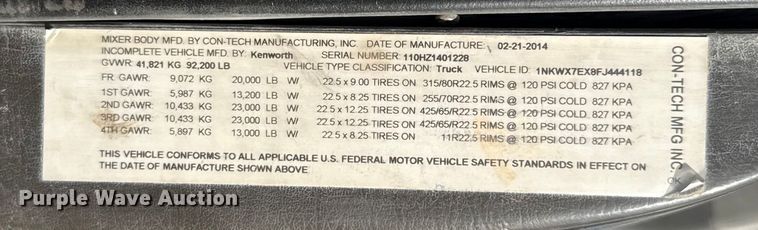 MIXER BODY MFD. BY CON-TECH MANUFACTURING, INC. DATE OF MANUFACTURE: 02-21-2014
INCOMPLETE VEHICLE MFD. BY: Kenworth SERIAL NUMBER: 110HZ1401228
GVWR: 41,821 KG 92,200 LB VEHICLE TYPE CLASSIFICATION: Truck VEHICLE ID: 1NKWX7EX8FJ444118
FR. GAWR: 9,072 KG 20,000 LB W/ 22.5 x 9.00 TIRES ON 315/80R22.5 RIMS @ 120 PSI COLD 827 KPA
1ST GAWR: 5,987 KG 13,200 LB W/ 22.5 x 8.25 TIRES ON 255/70R22.5 RIMS @ 120 PSI COLD 827 KPA
2ND GAWR: 10,433 KG 23,000 LB W/ 22.5 x 12.25 TIRES ON 425/65/R22.5 RIMS @ 120 PSI COLD 827 KPA
3RD GAWR: 10,433 KG 23,000 LB W/ 22.5 x 12.25 TIRES ON 425/65/R22.5 RIMS @ 120 PSI COLD 827 KPA
4TH GAWR: 5,897 KG 13,000 LB W/ 22.5 x 8.25 TIRES ON 11R22.5 RIMS @ 120 PSI COLD 827 KPA
THIS VEHICLE CONFORMS TO ALL APPLICABLE U.S. FEDERAL MOTOR VEHICLE SAFETY STANDARDS IN EFFECT ON
THE DATE OF MANUFACTURE SHOWN ABOVE.
CON-TECH MFG INC.
Purple Wave Auction